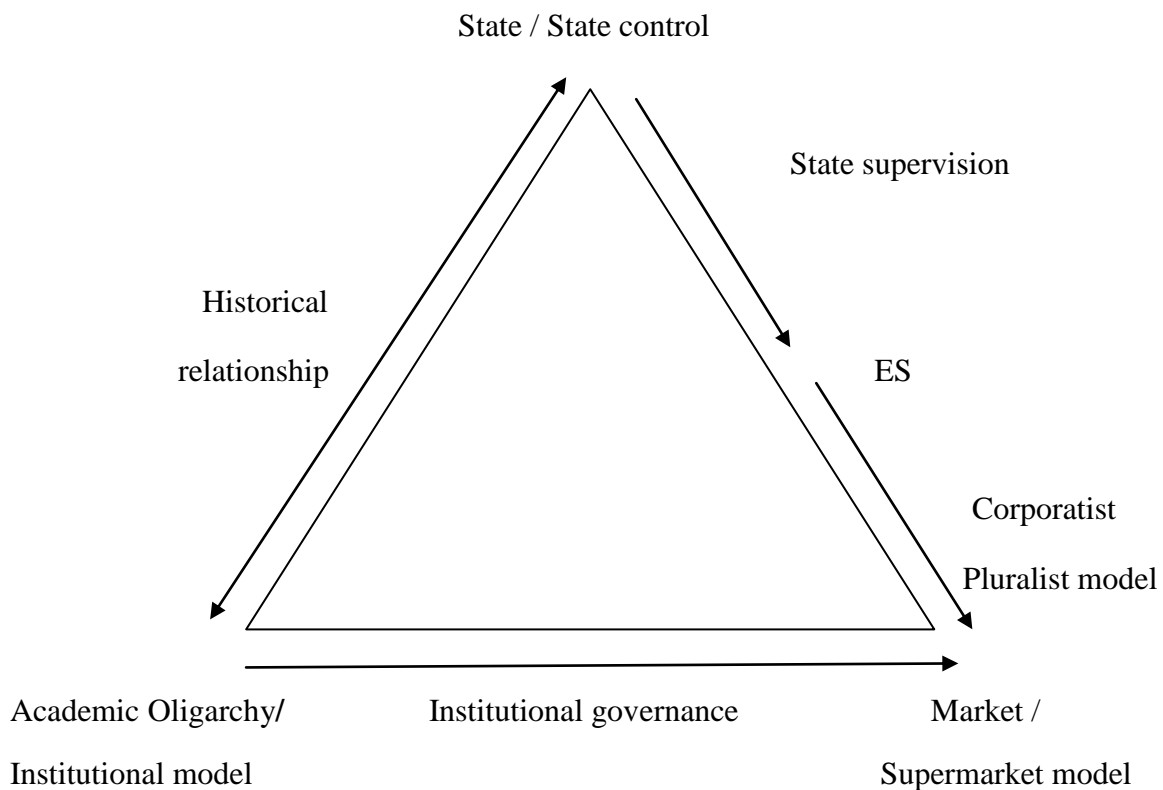 State / State control
State supervision
Historical
relationship
ES
Corporatist
Pluralist model
Academic Oligarchy/
Institutional model
Institutional governance
Market /
Supermarket model